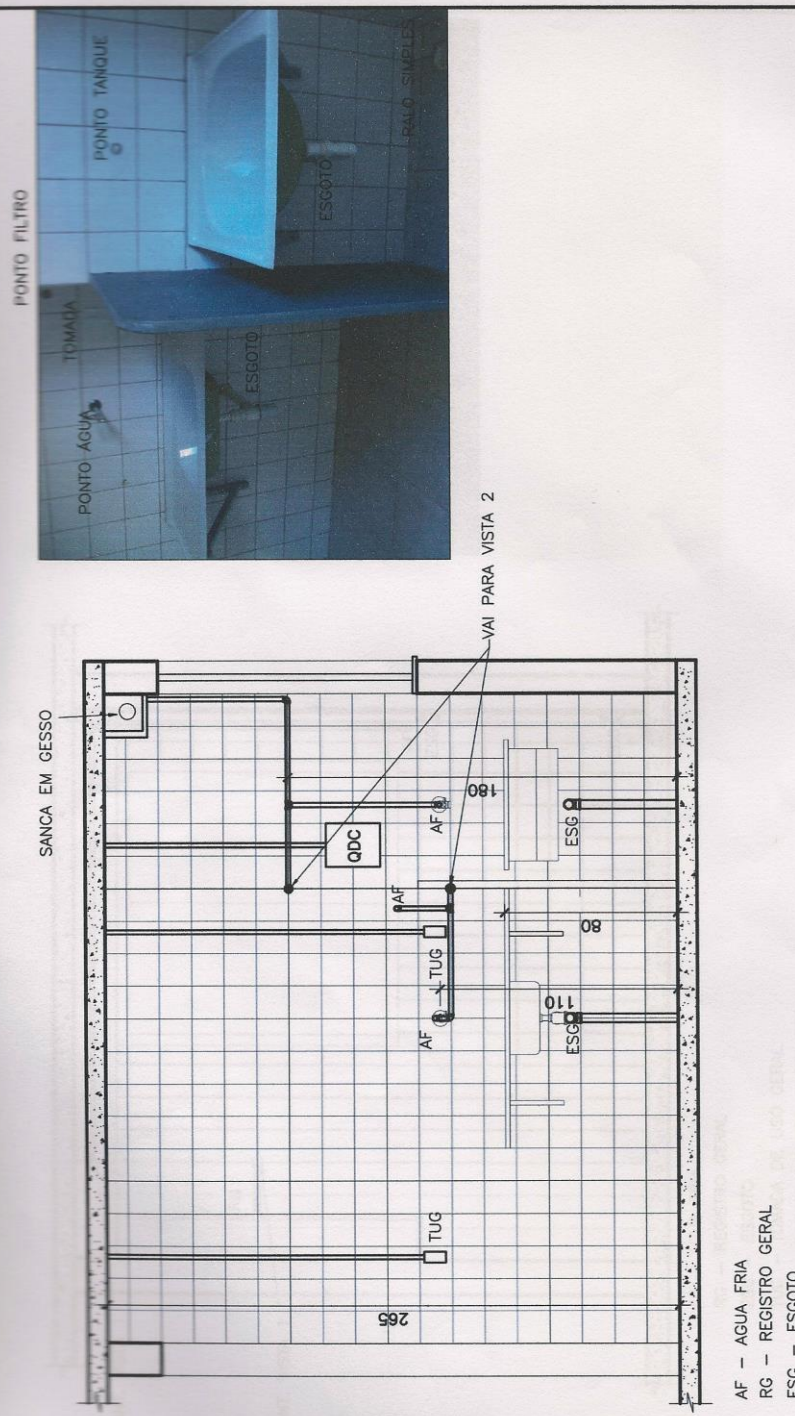 PONTO FILTRO
PONTO ÁGUA
TOMADA
PONTO TANQUE
ESGOTO
ESGOTO
RALO SIMPLES
SANCA EM GESSO
QDC
AF
AF
AF
TUG
TUG
VAI PARA VISTA 2
180
80
110
265
ESG
ESG
AF - AGUA FRIA
RG - REGISTRO GERAL
ESG - ESGOTO